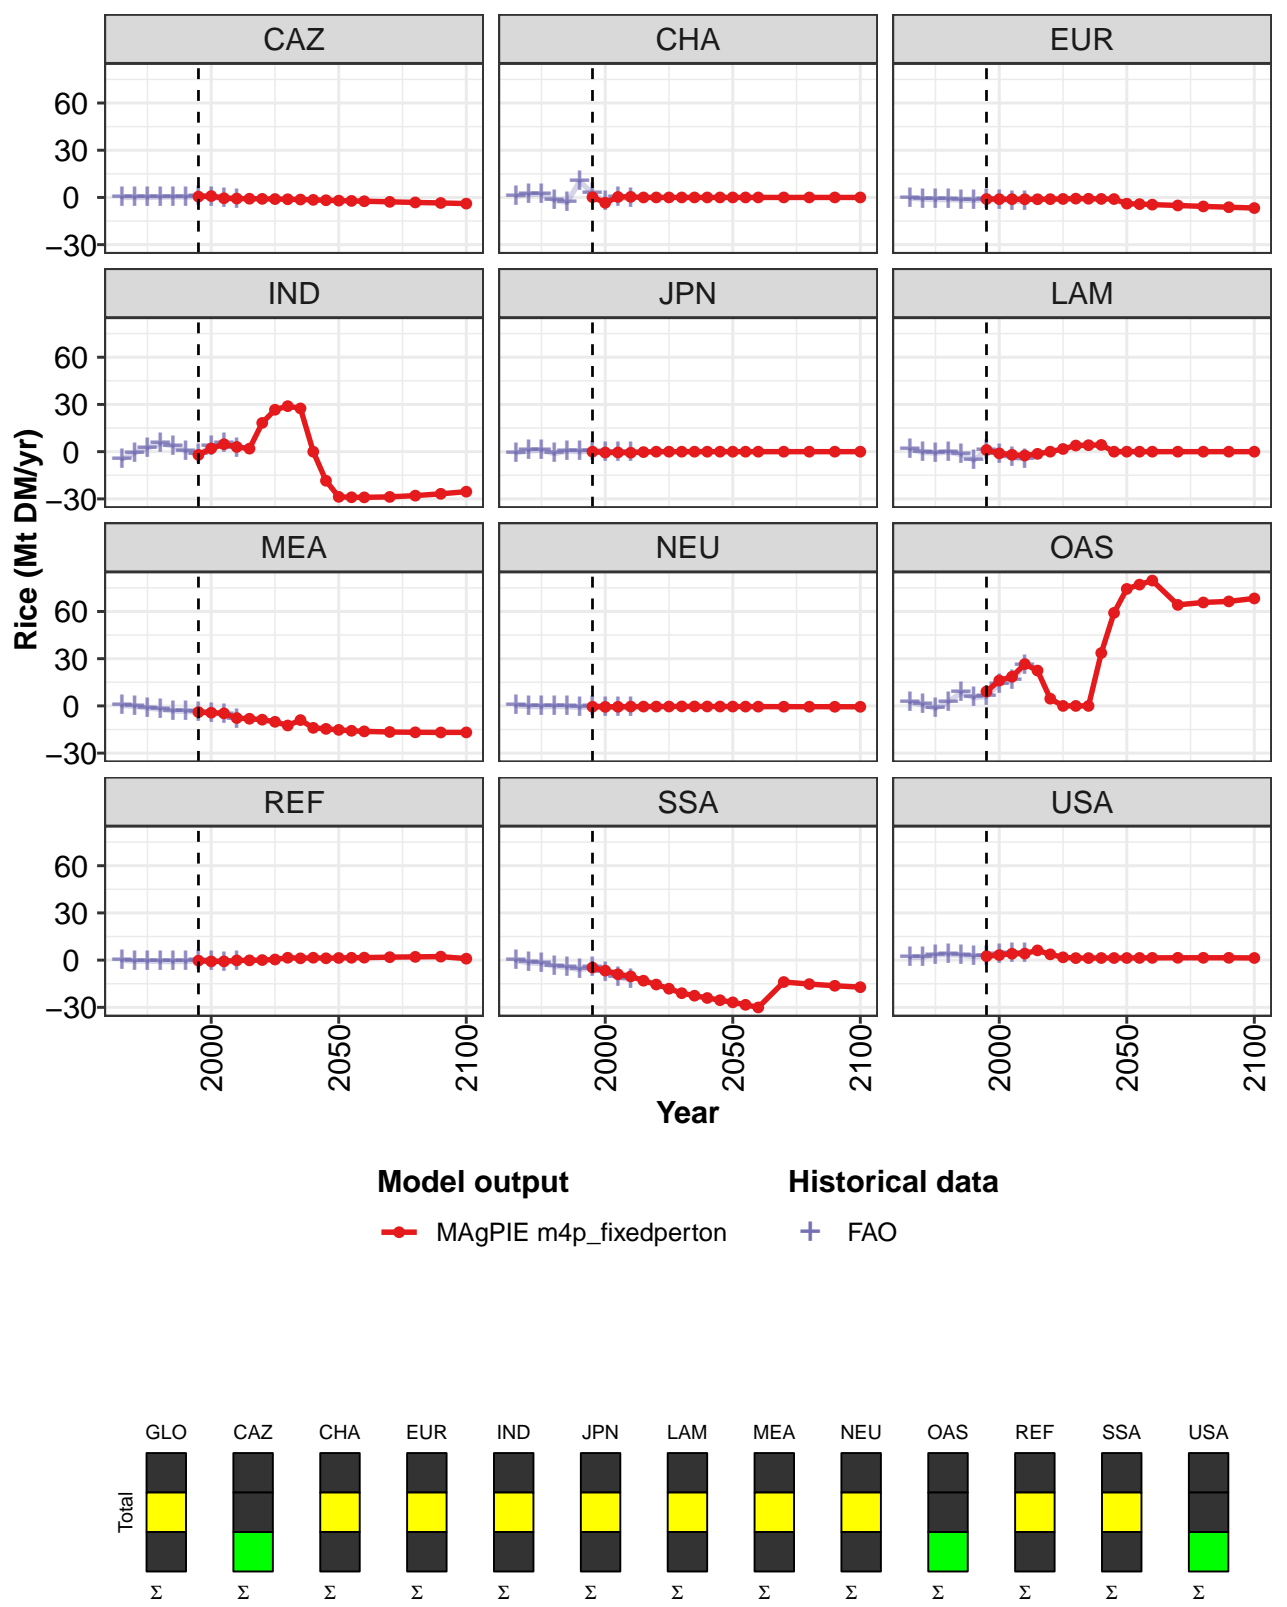 CAZ CHA EUR
60
30
0
−30
IND JPN LAM
60
30
0
−30
MEA NEU OAS
60
30
0
−30
REF SSA USA
60
30
0
−30
Rice (Mt DM/yr)
2000 2050 2100 2000 2050 2100 2000 2050 2100
Year
Model output Historical data
MAgPIE m4p_fixedperton FAO
GLO CAZ CHA EUR IND JPN LAM MEA NEU OAS REF SSA USA
Total
Σ Σ Σ Σ Σ Σ Σ Σ Σ Σ Σ Σ Σ